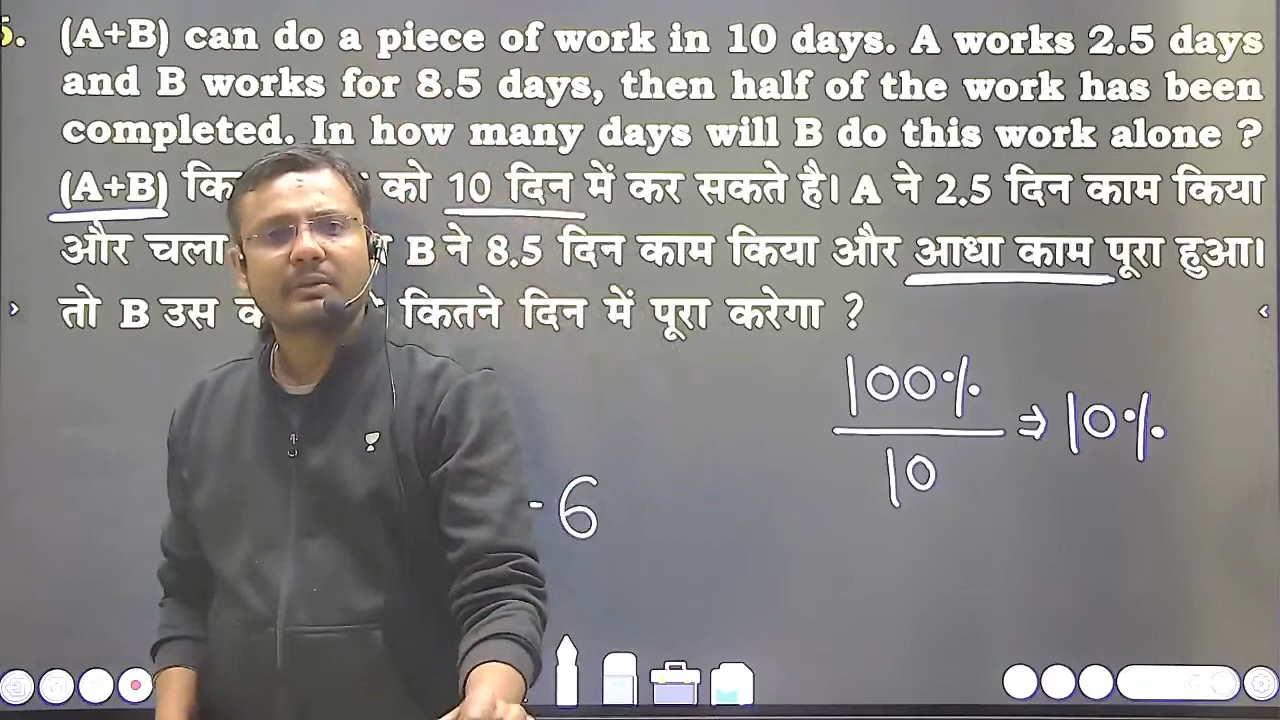 5. (A+B) can do a piece of work in 10 days. A works 2.5 days
and B works for 8.5 days, then half of the work has been
completed. In how many days will B do this work alone ?
(A+B) को 10 दिन में कर सकते है। A ने 2.5 दिन काम किया
और चला B ने 8.5 दिन काम किया और आधा काम पूरा हुआ।
तो B उस कितने दिन में पूरा करेगा ?
100%
10
⇒ 10%
- 6